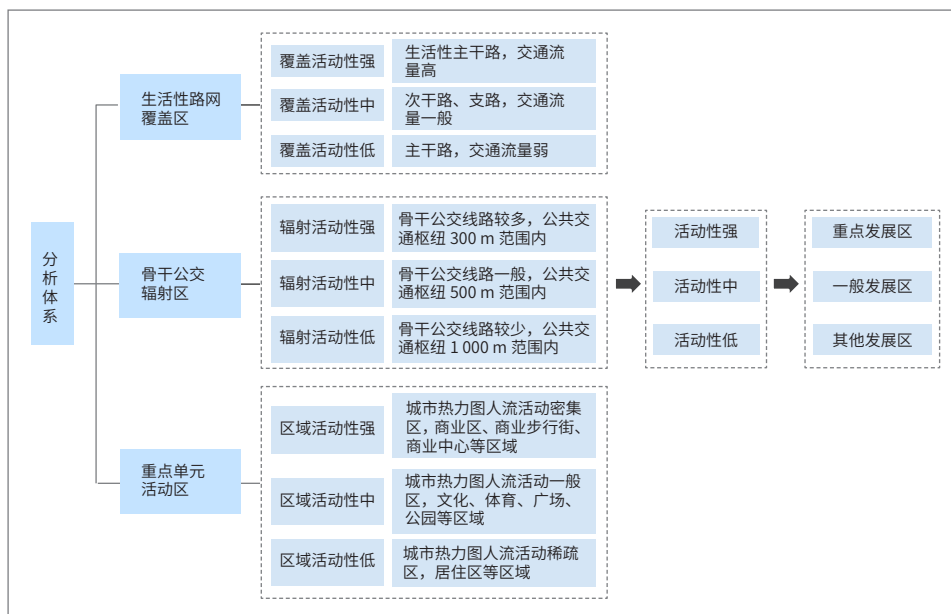 分
析
体
系
生活性路网
覆盖区
覆盖活动性强
生活性主干路，交通流
量高
覆盖活动性中
次干路、支路，交通流
量一般
覆盖活动性低
主干路，交通流量弱
骨干公交
辐射区
辐射活动性强
骨干公交线路较多，公共交
通枢纽 300 m 范围内
辐射活动性中
骨干公交线路一般，公共交
通枢纽 500 m 范围内
辐射活动性低
骨干公交线路较少，公共交
通枢纽 1 000 m 范围内
重点单元
活动区
区域活动性强
城市热力图人流活动密集
区，商业区、商业步行街、
商业中心等区域
区域活动性中
城市热力图人流活动一般
区，文化、体育、广场、
公园等区域
区域活动性低
城市热力图人流活动稀疏
区，居住区等区域
活动性强
活动性中
活动性低
重点发展区
一般发展区
其他发展区